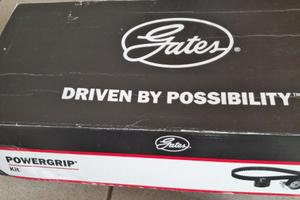 Gates®
DRIVEN BY POSSIBILITY™
Gates
POWERGRIP®
Kit